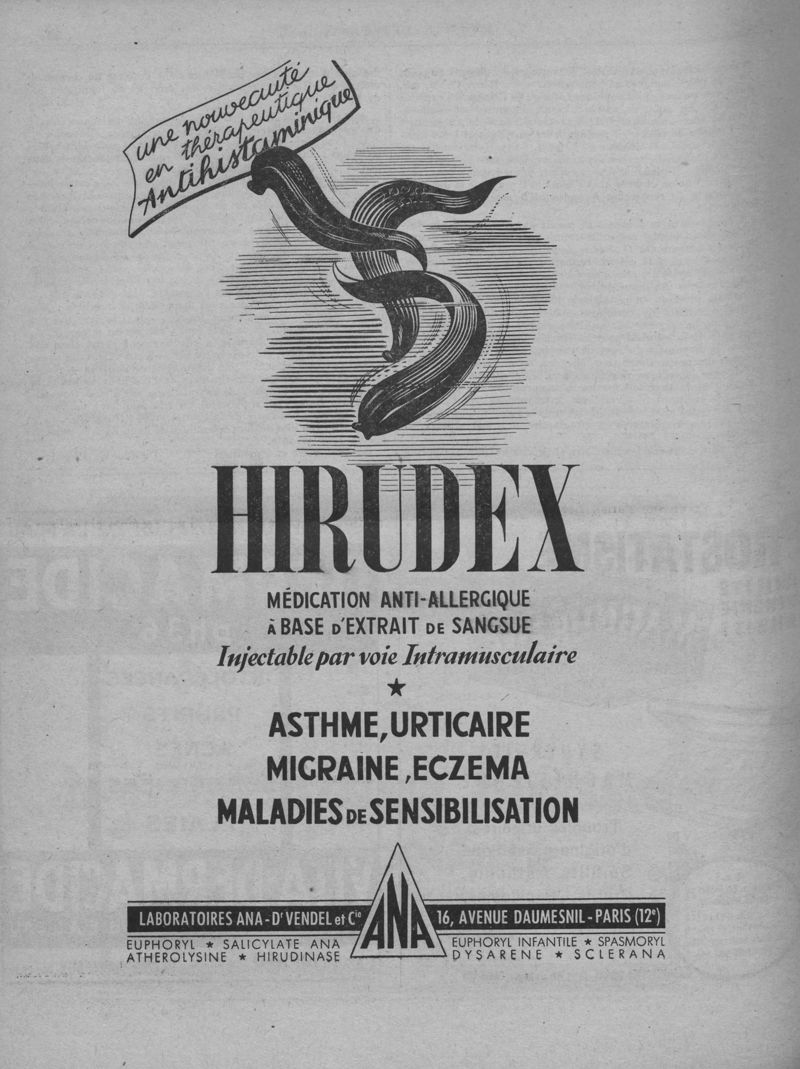 une nouveauté
en thérapeutique
Antihistaminique
HIRUDEX
MÉDICATION ANTI-ALLERGIQUE
À BASE D'EXTRAIT DE SANGSUE
Injectable par voie Intramusculaire
★
ASTHME, URTICAIRE
MIGRAINE, ECZEMA
MALADIES DE SENSIBILISATION
LABORATOIRES ANA - Dr VENDEL et Cie ANA 16, AVENUE DAUMESNIL - PARIS (12e)
EUPHORYL ★ SALICYLATE ANA EUPHORYL INFANTILE ★ SPASMORYL
ATHEROLYSINE ★ HIRUDINASE DYSARENE ★ SCLERANA